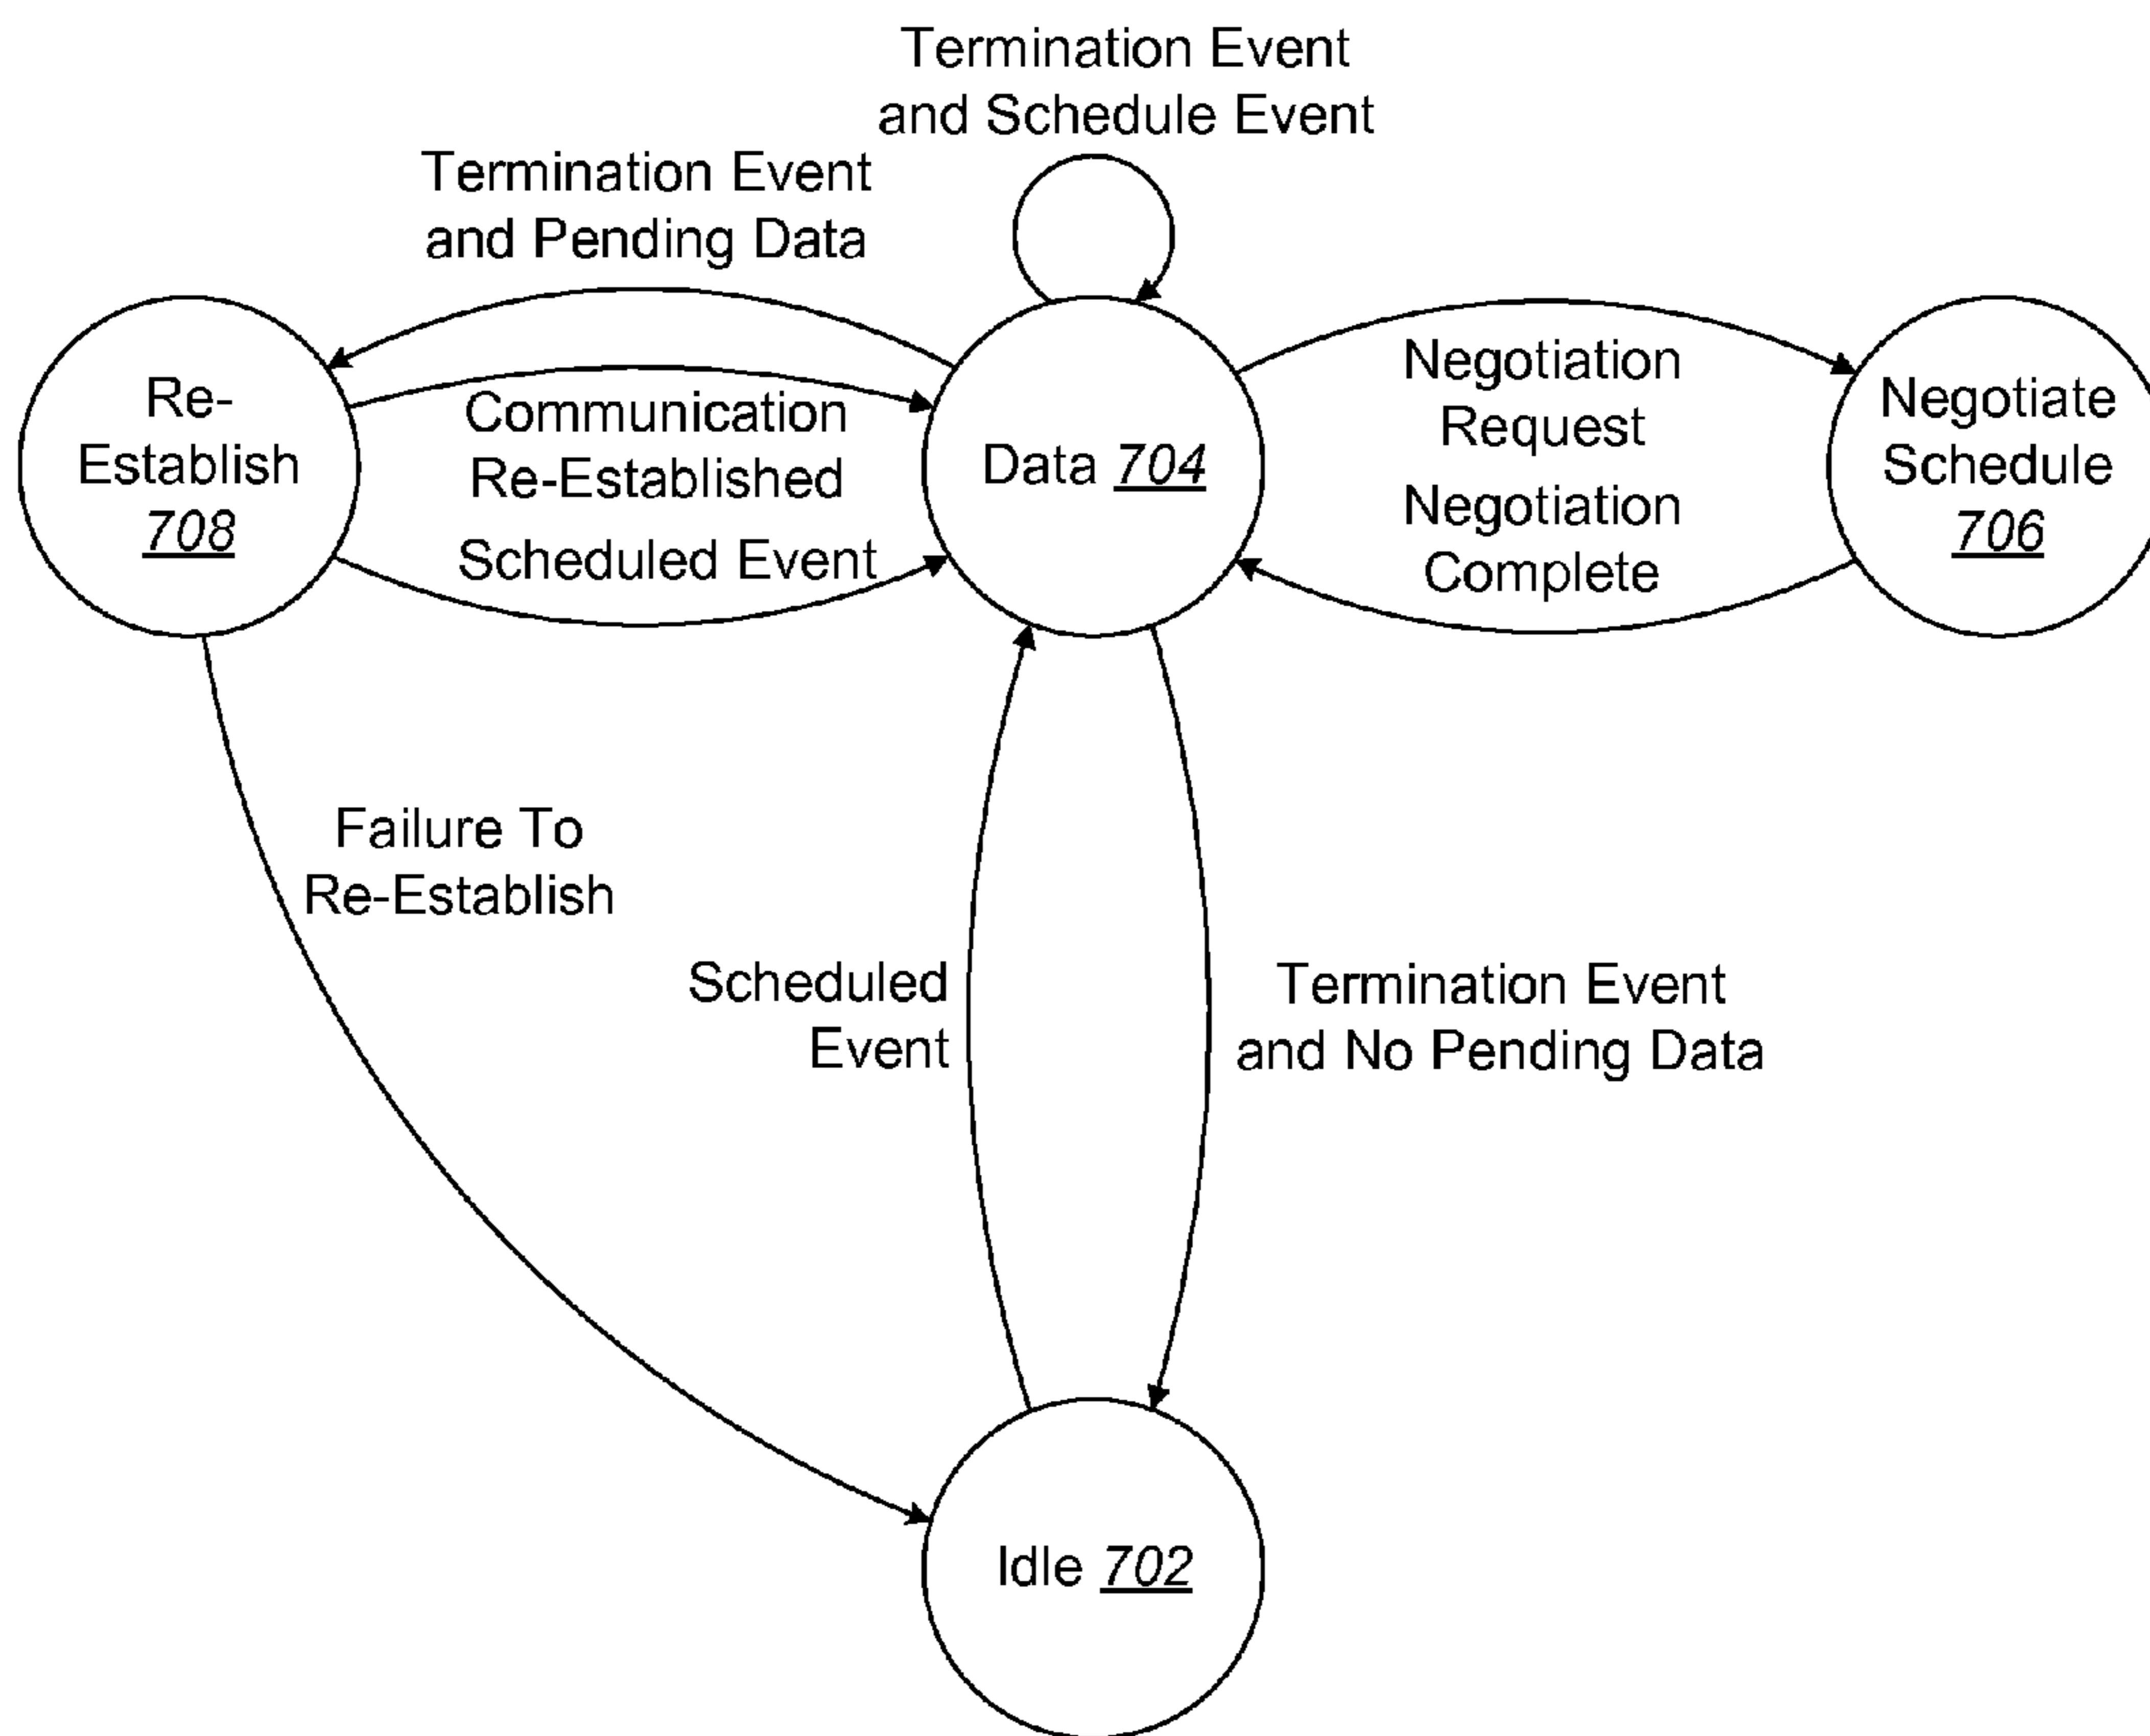 Termination Event
and Schedule Event
Termination Event
and Pending Data
Re-
Establish
708
Communication
Re-Established
Scheduled Event
Data 704
Negotiation
Request
Negotiation
Complete
Negotiate
Schedule
706
Failure To
Re-Establish
Scheduled
Event
Termination Event
and No Pending Data
Idle 702